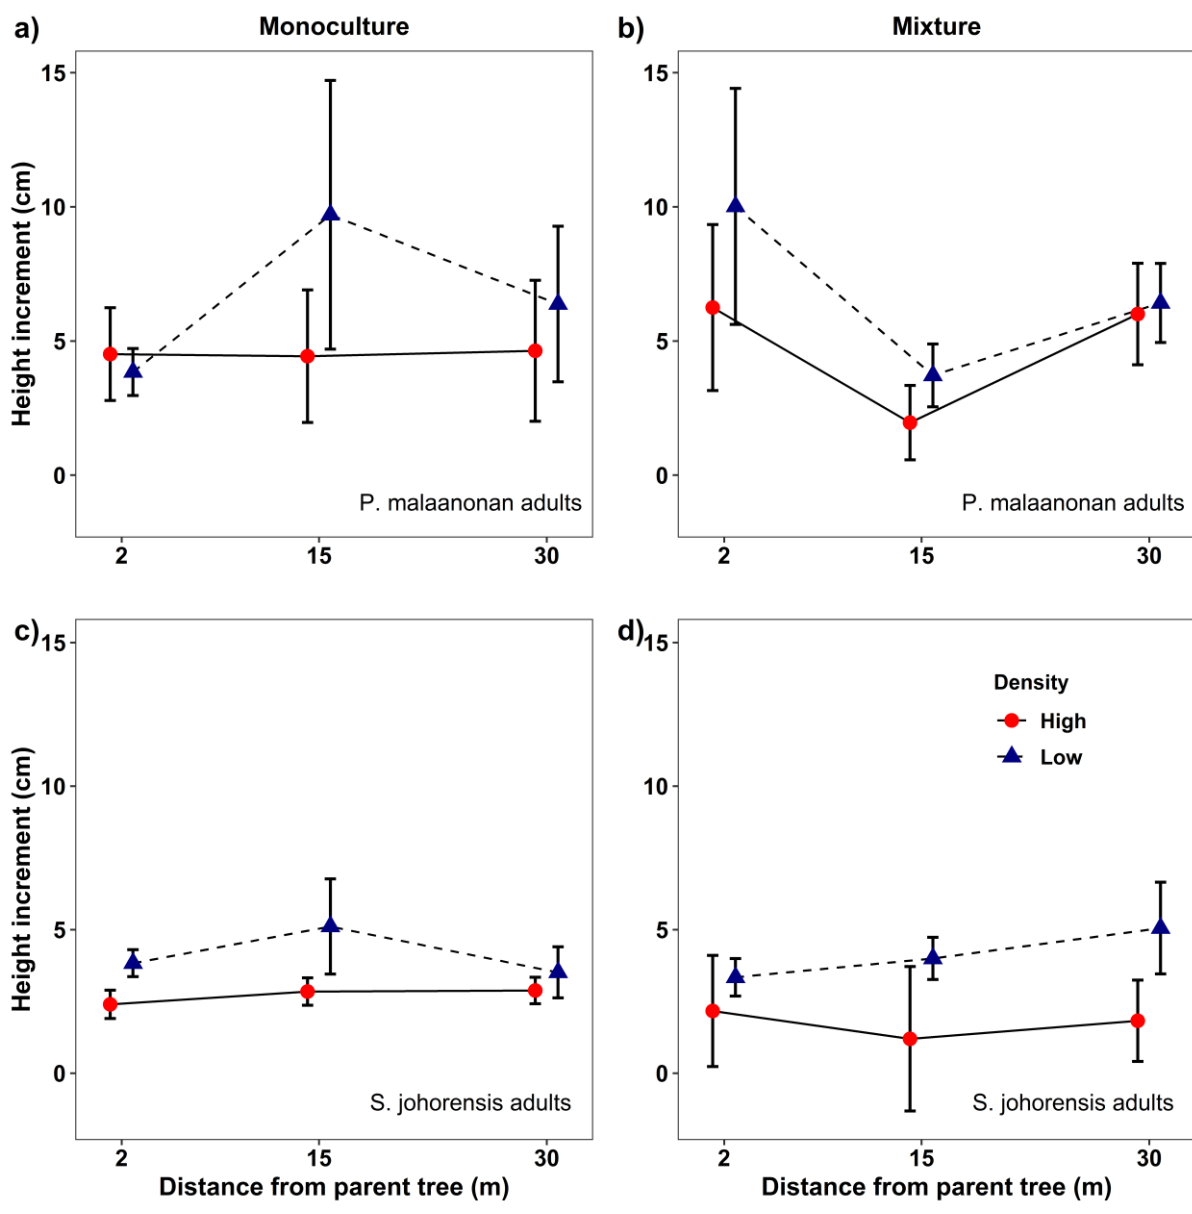 a) Monoculture
Height increment (cm)
15
10
5
0
P. malaanonan adults
2 15 30
b) Mixture
15
10
5
0
P. malaanonan adults
2 15 30
c)
Height increment (cm)
15
10
5
0
S. johorensis adults
2 15 30
Distance from parent tree (m)
d)
15
10
5
0
Density
High
Low
S. johorensis adults
2 15 30
Distance from parent tree (m)